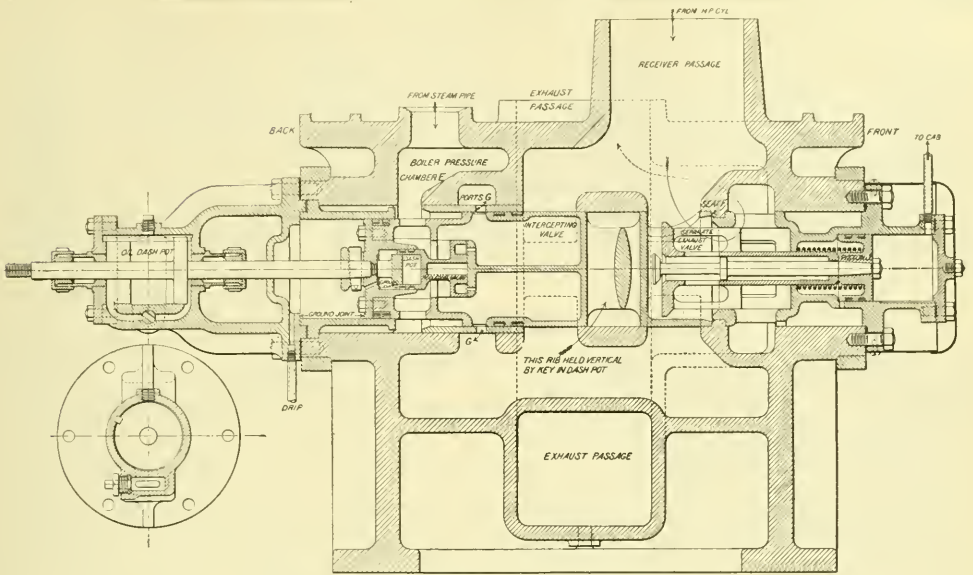 FROM H.P. CYL
RECEIVER PASSAGE
EXHAUST
PASSAGE
FROM STEAM PIPE
BACK
FRONT
TO CAB
BOILER PRESSURE
CHAMBER E
PORTS G
SEAT F
INTERCEPTING
VALVE
SEPARATE
EXHAUST
VALVE
OIL DASH POT
DASH
POT
PISTON J
GROUND JOINT
G
THIS RIB HELD VERTICAL
BY KEY IN DASH POT
DRIP
EXHAUST PASSAGE